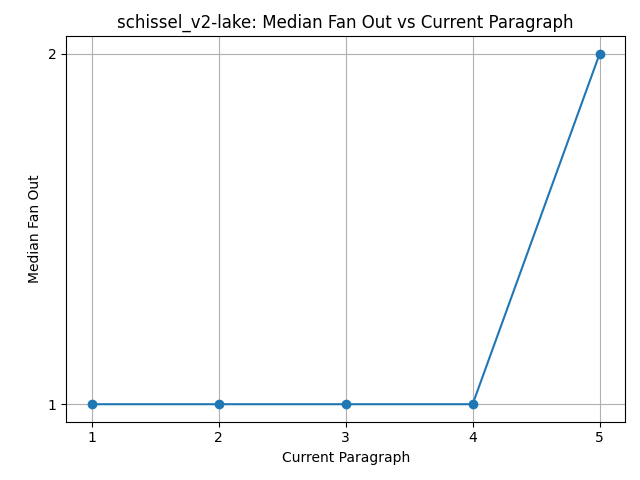 schissel_v2-lake: Median Fan Out vs Current Paragraph
2
Median Fan Out
1
1 2 3 4 5
Current Paragraph